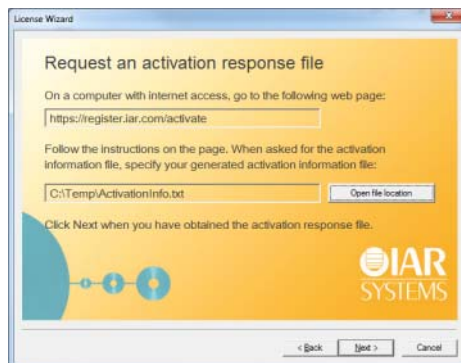 License Wizard
Request an activation response file
On a computer with internet access, go to the following web page:
https://register.iar.com/activate
Follow the instructions on the page. When asked for the activation
information file, specify your generated activation information file:
C:\Temp\ActivationInfo.txt
Open file location
Click Next when you have obtained the activation response file.
IAR
SYSTEMS
< Back
Next >
Cancel